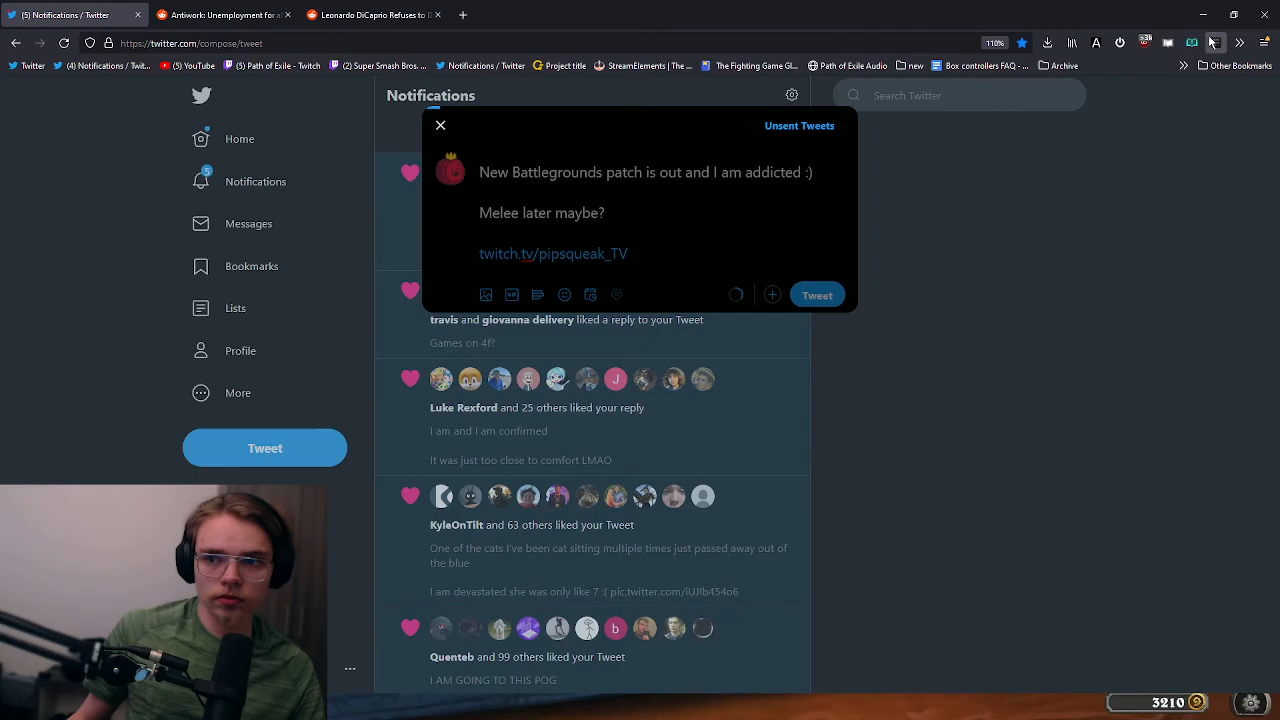 (5) Notifications / Twitter
Artwork Unemployment for a
Leonardo DiCaprio Refuses to D
https://twitter.com/compose/tweet
110%
Twitter
(4) Notifications / Twit...
(5) YouTube
(5) Path of Exile - Twitch
(2) Super Smash Bros. ...
Notifications / Twitter
Project title
StreamElements | The ...
The Fighting Game G...
Path of Exile Audio
new
Box controllers FAQ - ...
Archive
Other Bookmarks
Notifications
Search Twitter
Unsent Tweets
Home
New Battlegrounds patch is out and I am addicted :)
5
Notifications
Melee later maybe?
Messages
twitch.tv/pipsqueak_TV
Bookmarks
GIF
Tweet
Lists
travis and giovanna delivery liked a reply to your Tweet
Games on 4f?
Profile
J
More
Luke Rexford and 25 others liked your reply
I am and I am confirmed
Tweet
It was just too close to comfort LMAO
KyleOnTilt and 63 others liked your Tweet
One of the cats I've been cat sitting multiple times just passed away out of
the blue
I am devastated she was only like 7 :( pic.twitter.com/iUJIb454o6
b
Quenteb and 99 others liked your Tweet
I AM GOING TO THIS POG
3210